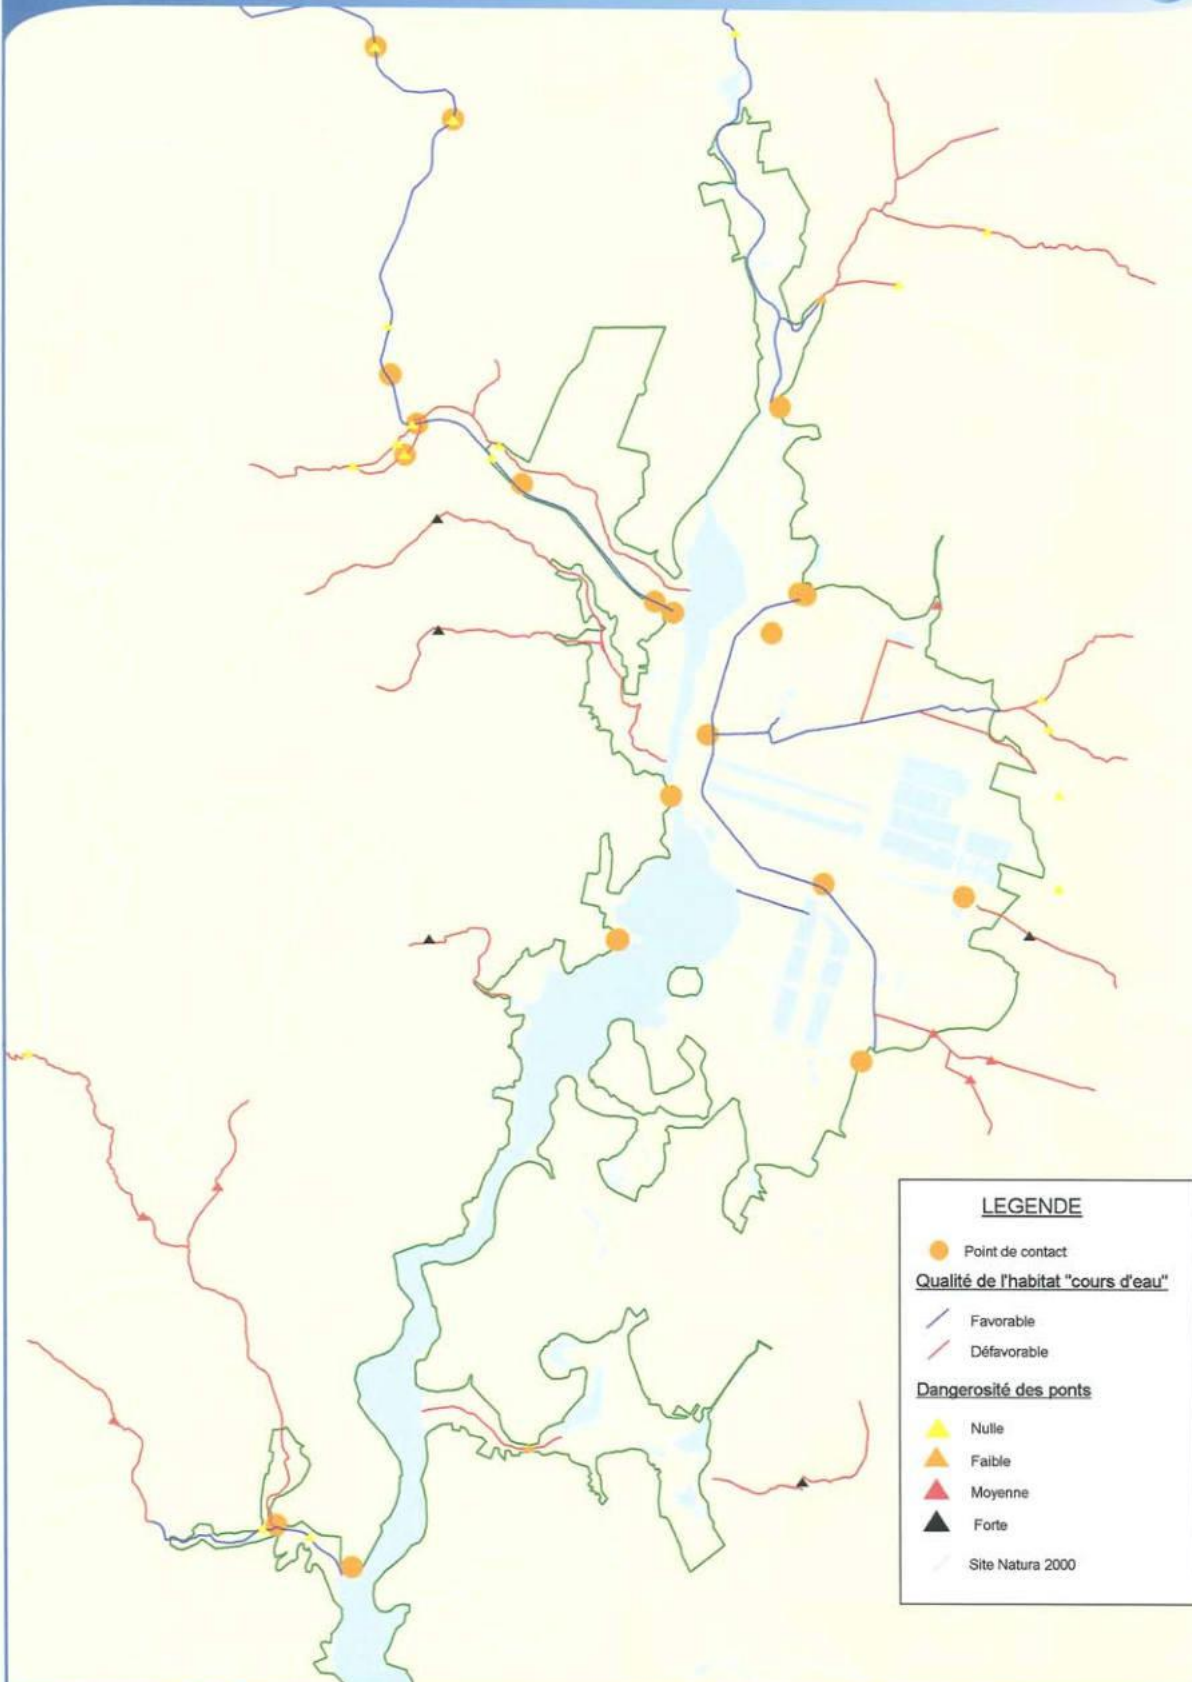 LEGENDE
Point de contact
Qualité de l'habitat "cours d'eau"
Favorable
Défavorable
Dangerosité des ponts
Nulle
Faible
Moyenne
Forte
Site Natura 2000